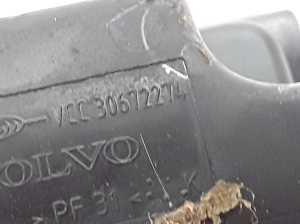 VCC 30672274
VOLVO
> PF 31 <